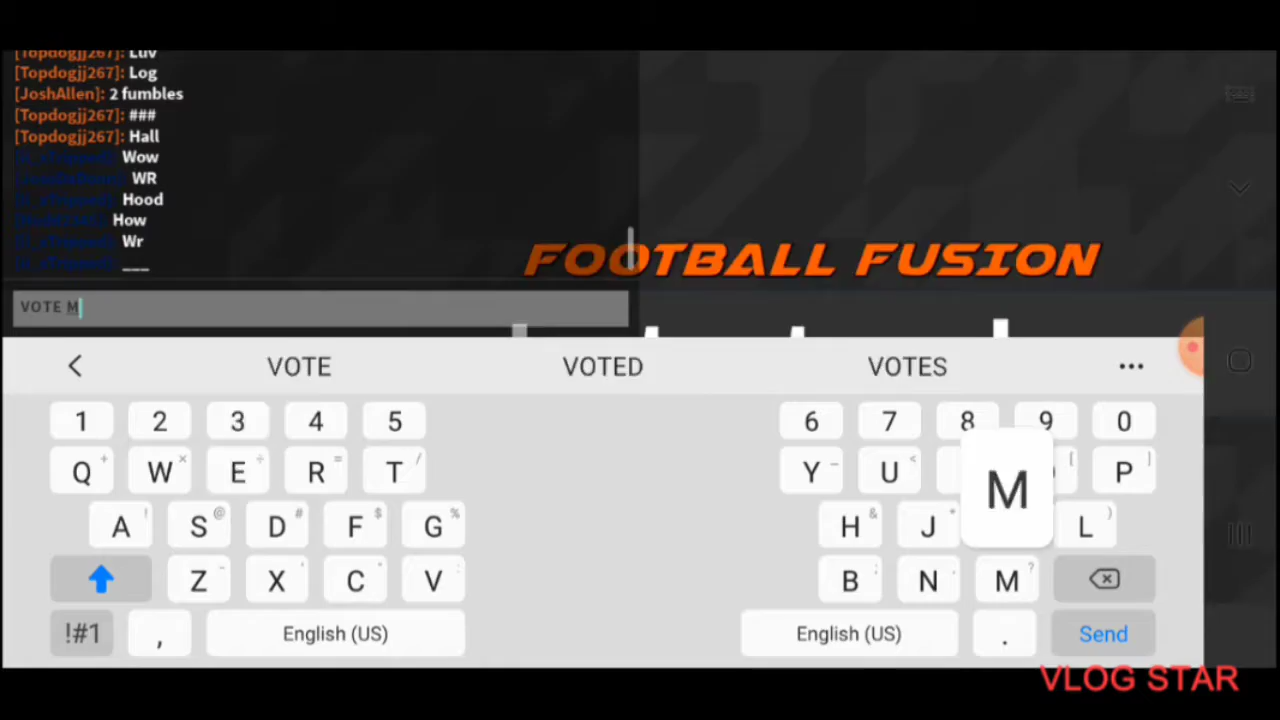 [Topdogjj267]: Luv
[Topdogjj267]: Log
[JoshAllen]: 2 fumbles
[Topdogjj267]: ###
[Topdogjj267]: Hall
Wow
WR
Hood
How
Wr
___
FOOTBALL FUSION
VOTE M
VOTE VOTED VOTES
1 2 3 4 5 6 7 8 9 0
Q W E R T Y U P
M
A S D F G H J L
Z X C V B N M
!#1 , English (US) English (US) . Send
VLOG STAR